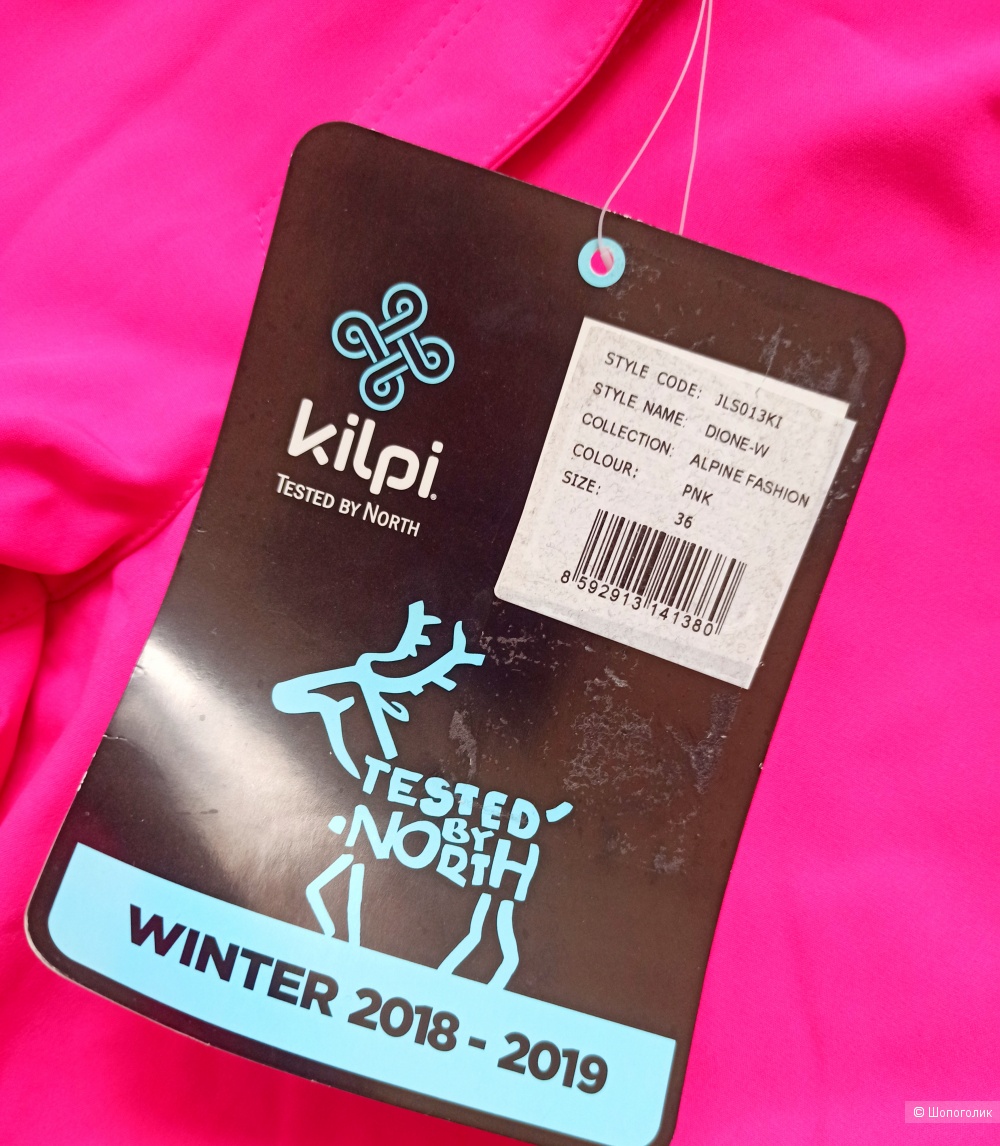 kilpi
TESTED BY NORTH
STYLE CODE: JLS013KI
STYLE NAME: DIONE-W
COLLECTION: ALPINE FASHION
COLOUR: PNK
SIZE: 36
8 592913 141380
TESTED
BY
NORTH
WINTER 2018 - 2019
© Шопоголик